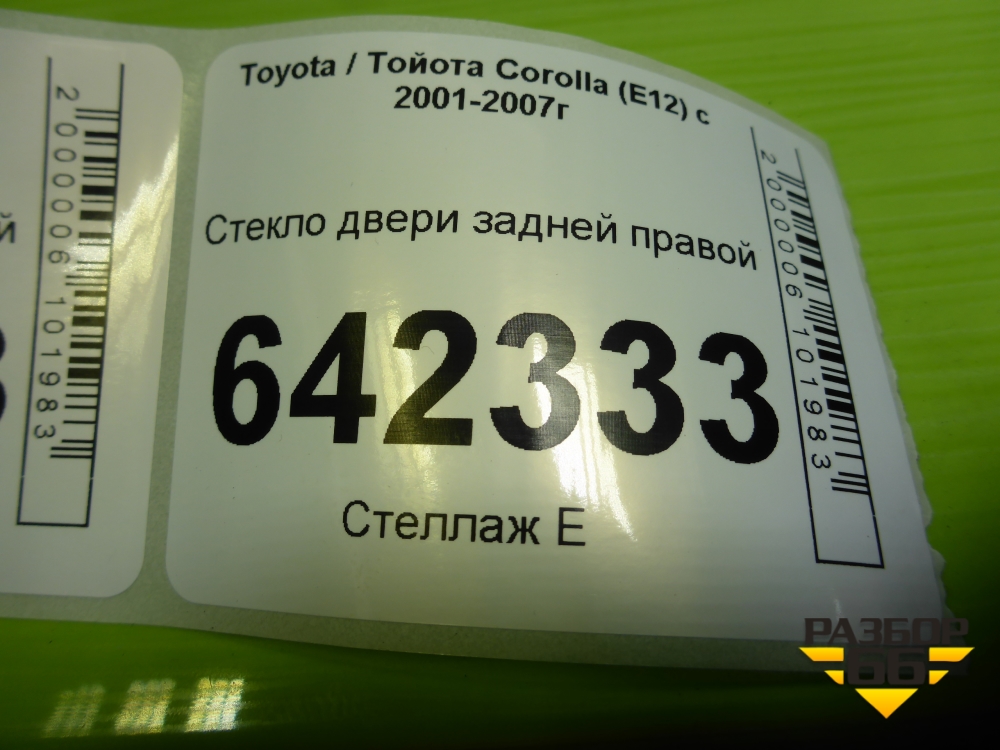 й
2000006101983
Toyota / Тойота Corolla (E12) с
2001-2007г
Стекло двери задней правой
642333
Стеллаж Е
2000006101983
РАЗБОР
66